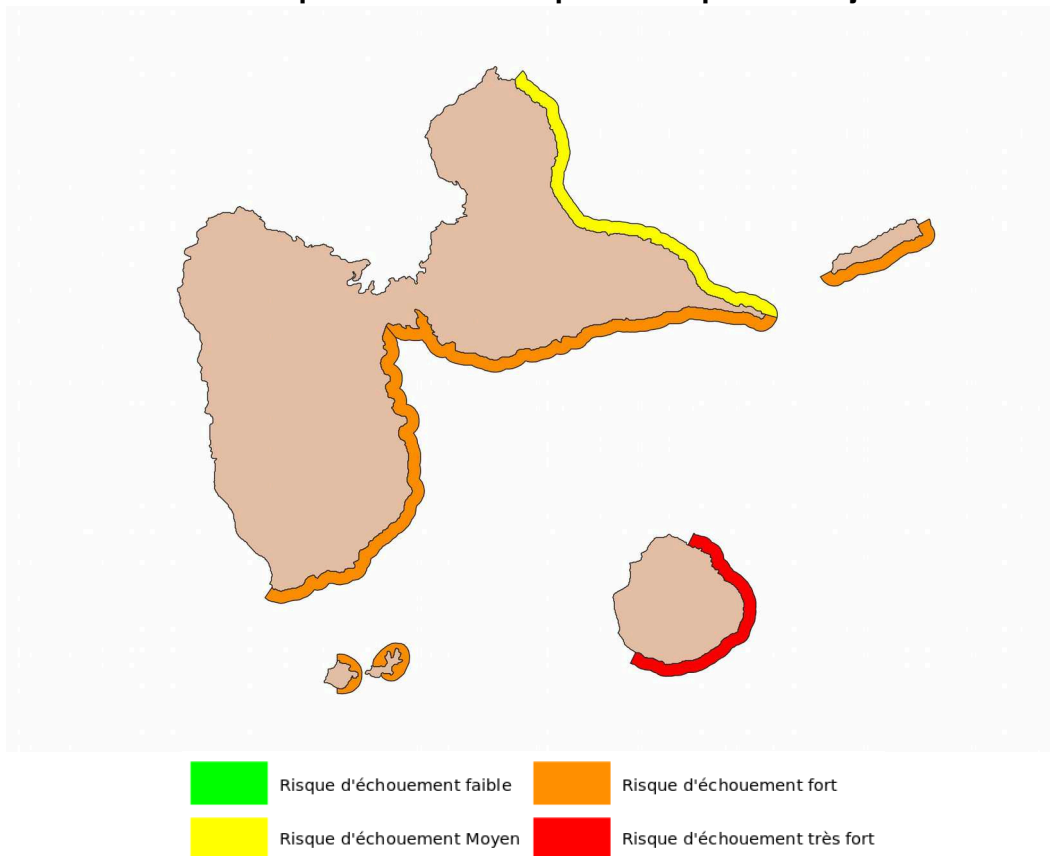 Risque d'échouement faible
Risque d'échouement fort
Risque d'échouement Moyen
Risque d'échouement très fort